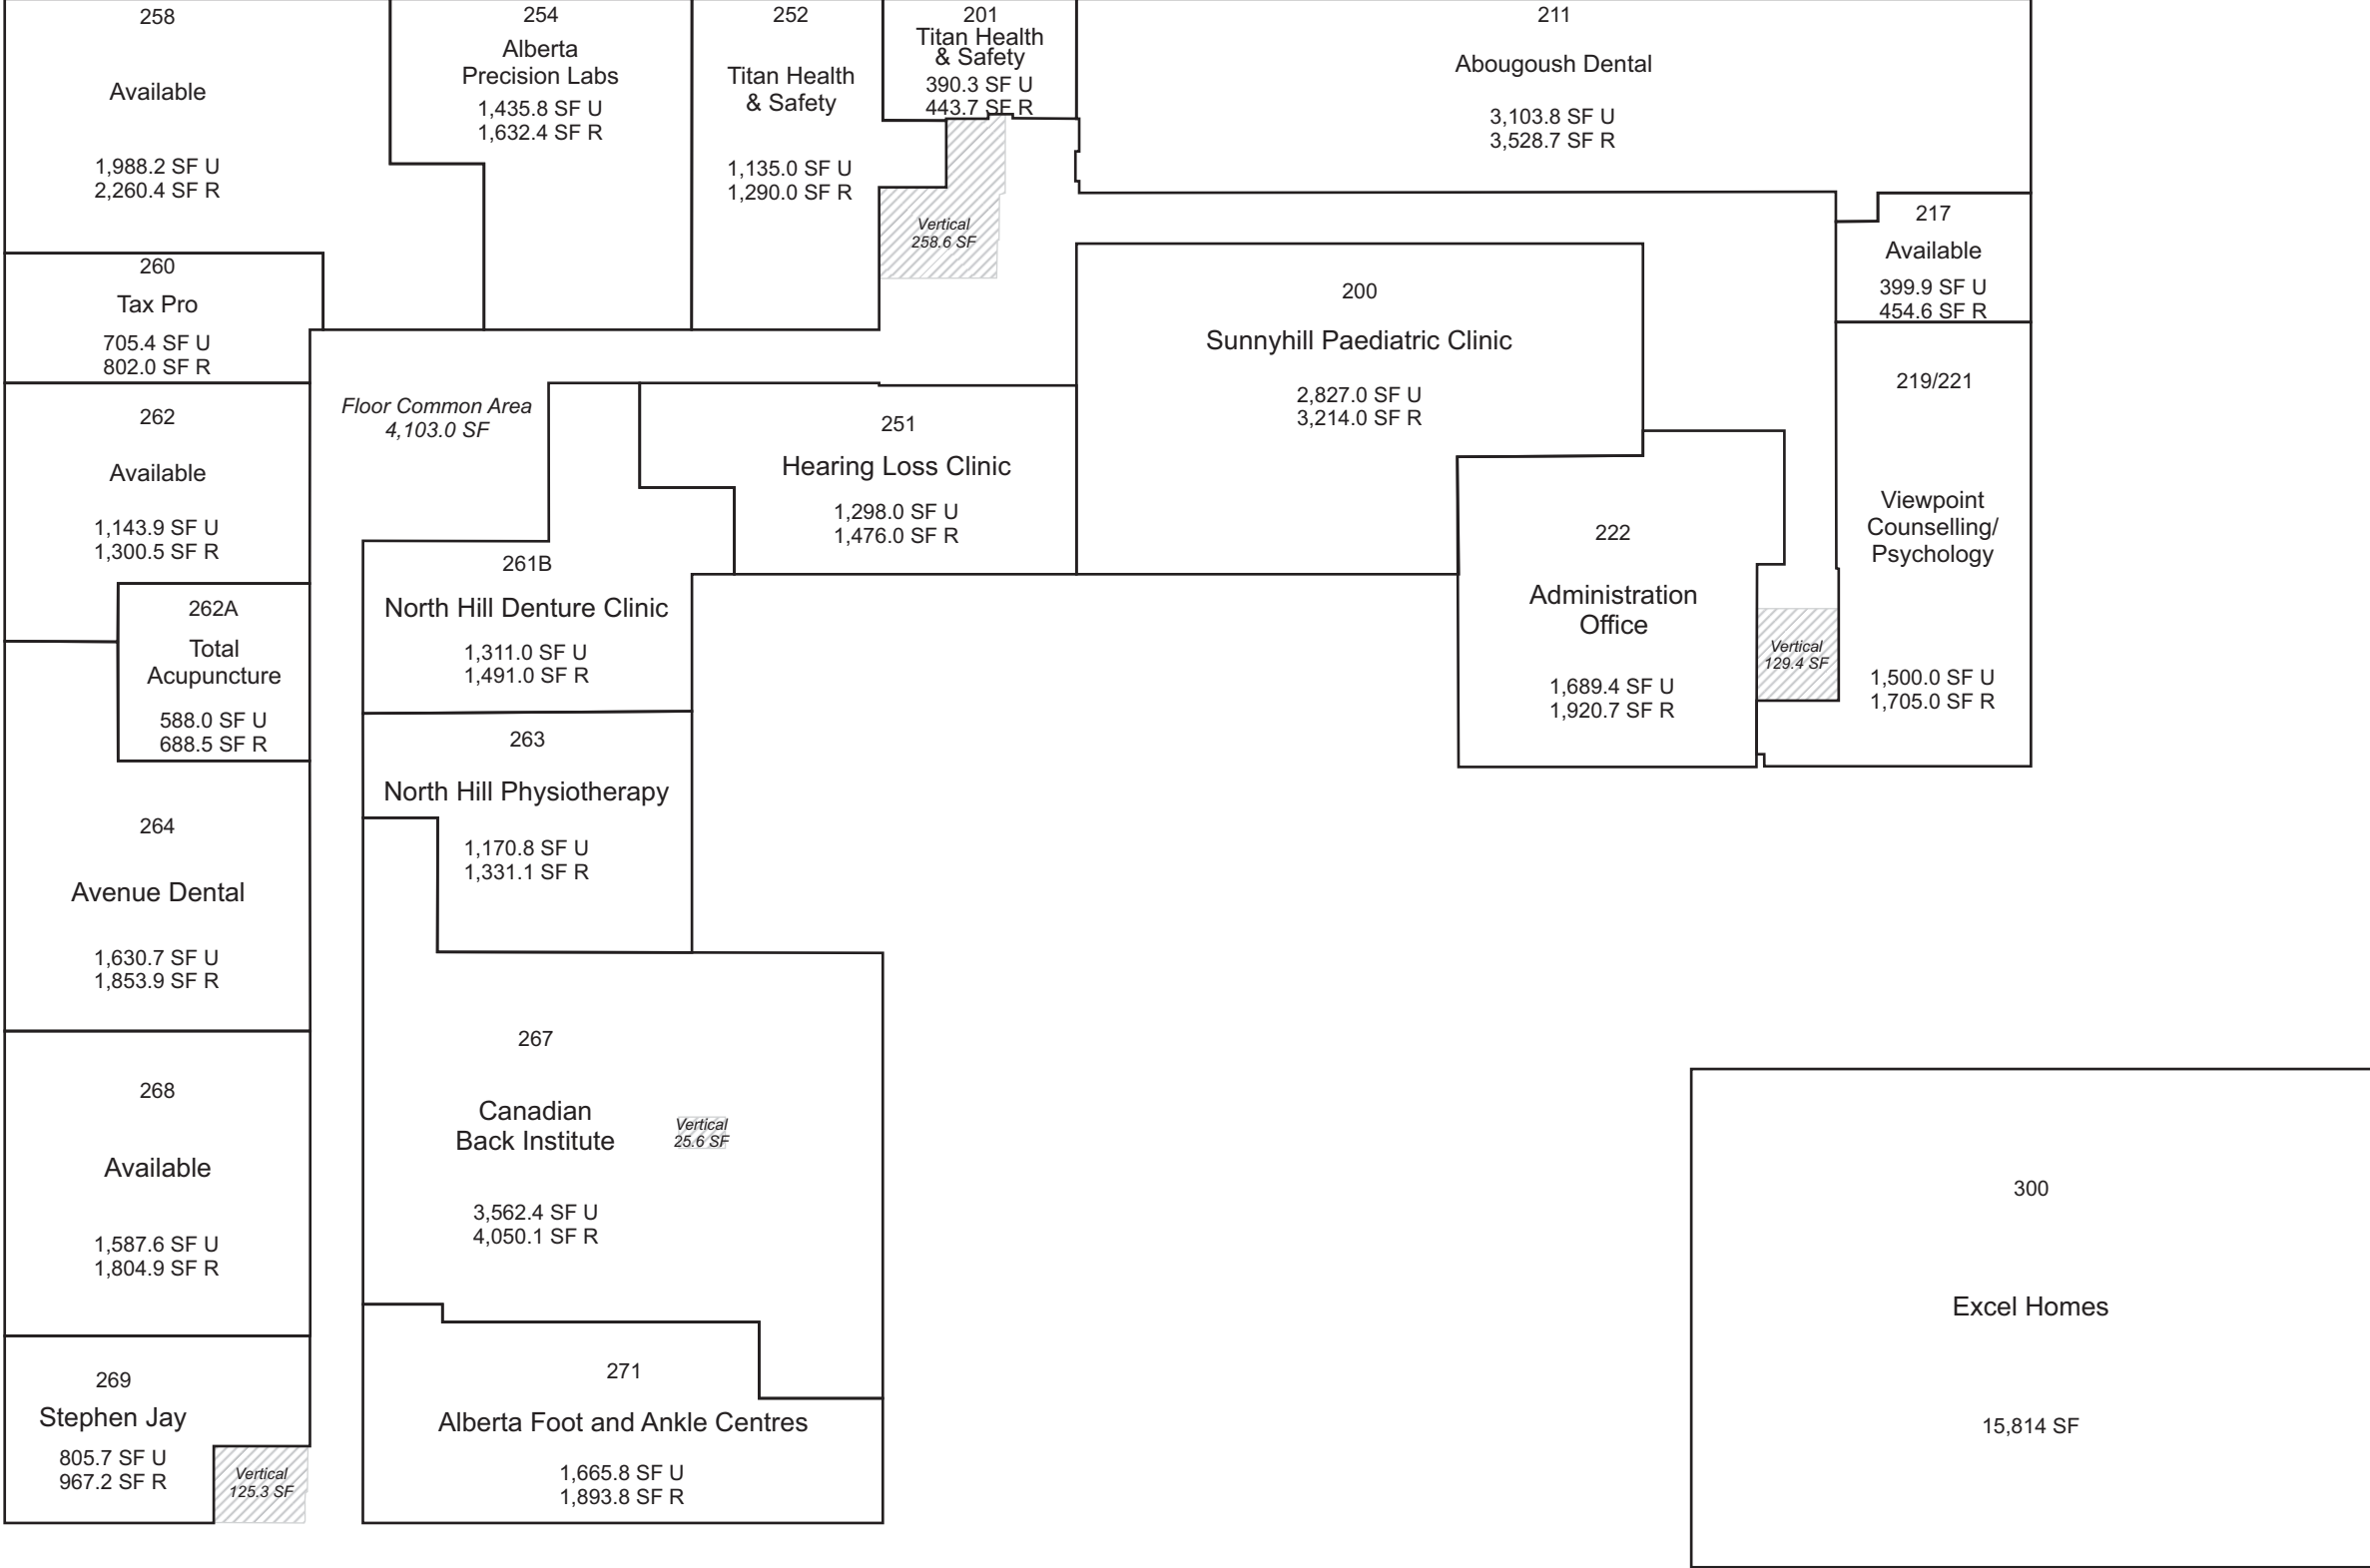 258
Available
1,988.2 SF U
2,260.4 SF R
254
Alberta
Precision Labs
1,435.8 SF U
1,632.4 SF R
252
Titan Health
& Safety
1,135.0 SF U
1,290.0 SF R
201
Titan Health
& Safety
390.3 SF U
443.7 SF R
211
Abougoush Dental
3,103.8 SF U
3,528.7 SF R
Vertical
258.6 SF
217
Available
399.9 SF U
454.6 SF R
260
Tax Pro
705.4 SF U
802.0 SF R
200
Sunnyhill Paediatric Clinic
2,827.0 SF U
3,214.0 SF R
219/221
Viewpoint
Counselling/
Psychology
1,500.0 SF U
1,705.0 SF R
262
Available
1,143.9 SF U
1,300.5 SF R
Floor Common Area
4,103.0 SF
251
Hearing Loss Clinic
1,298.0 SF U
1,476.0 SF R
222
Administration
Office
1,689.4 SF U
1,920.7 SF R
Vertical
129.4 SF
262A
Total
Acupuncture
588.0 SF U
688.5 SF R
261B
North Hill Denture Clinic
1,311.0 SF U
1,491.0 SF R
263
North Hill Physiotherapy
1,170.8 SF U
1,331.1 SF R
264
Avenue Dental
1,630.7 SF U
1,853.9 SF R
267
Canadian
Back Institute
3,562.4 SF U
4,050.1 SF R
Vertical
25.6 SF
268
Available
1,587.6 SF U
1,804.9 SF R
300
Excel Homes
15,814 SF
269
Stephen Jay
805.7 SF U
967.2 SF R
Vertical
125.3 SF
271
Alberta Foot and Ankle Centres
1,665.8 SF U
1,893.8 SF R